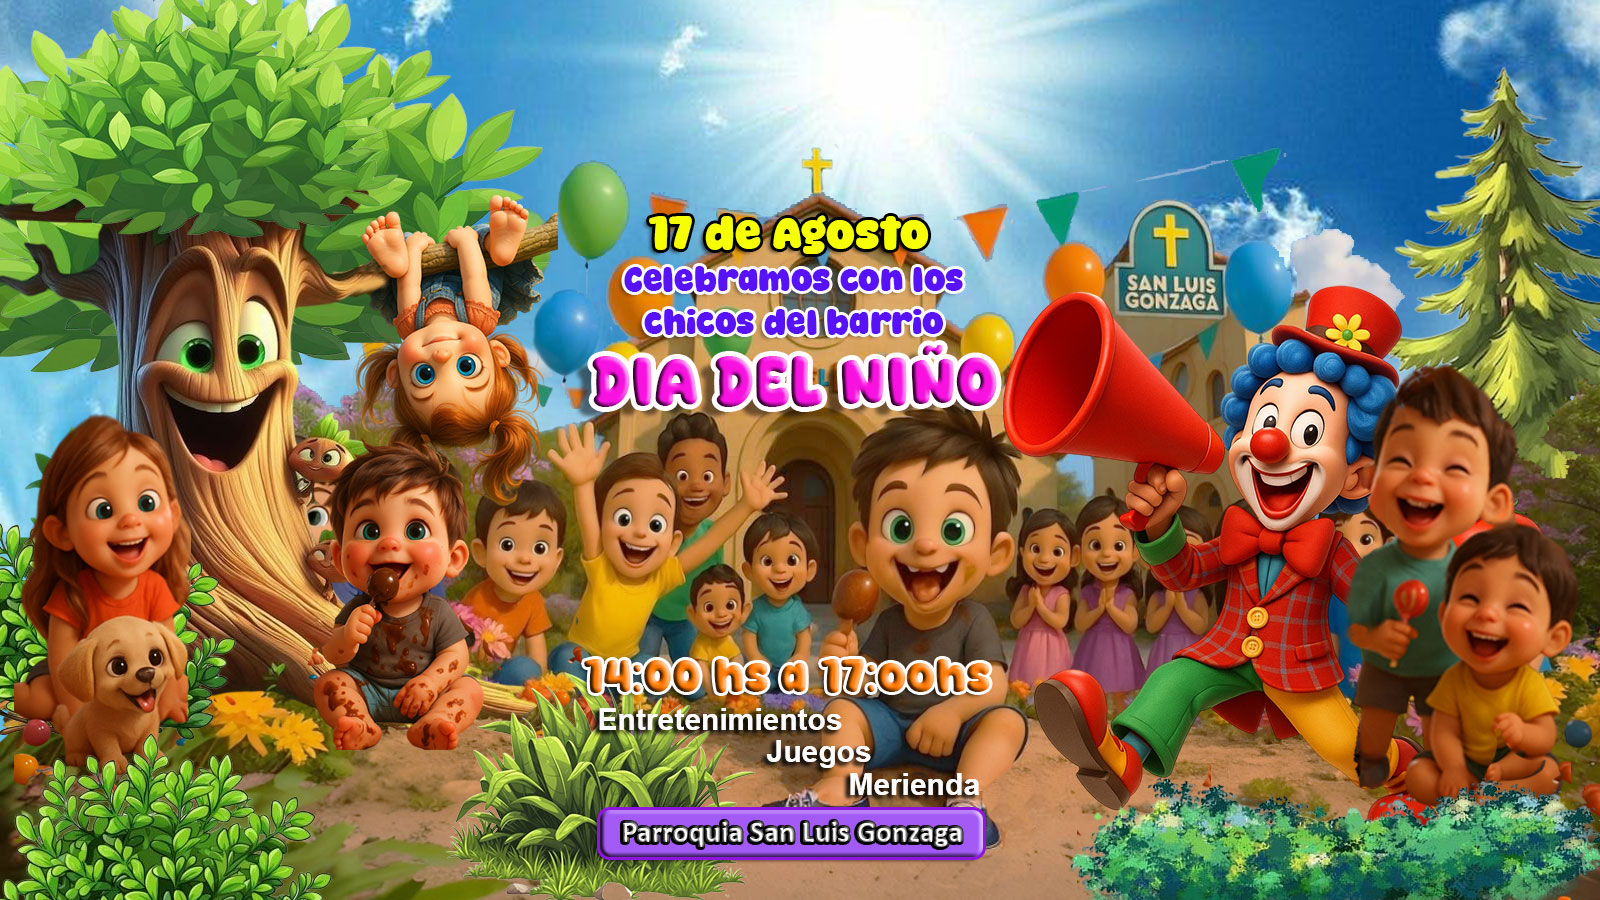 17 de Agosto
Celebramos con los
chicos del barrio
DIA DEL NIÑO
SAN LUIS
GONZAGA
14:00 hs a 17:00hs
Entretenimientos
Juegos
Merienda
Parroquia San Luis Gonzaga